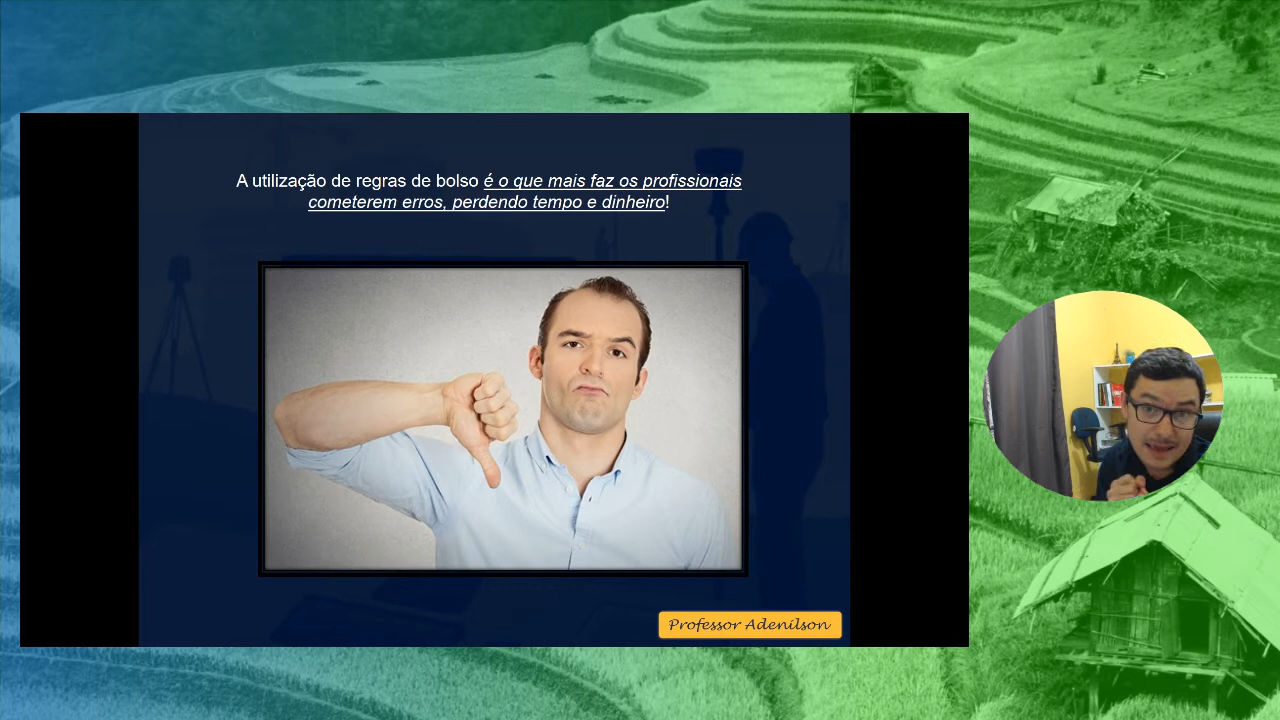 A utilização de regras de bolso é o que mais faz os profissionais
cometerem erros, perdendo tempo e dinheiro!
Professor Adenilson